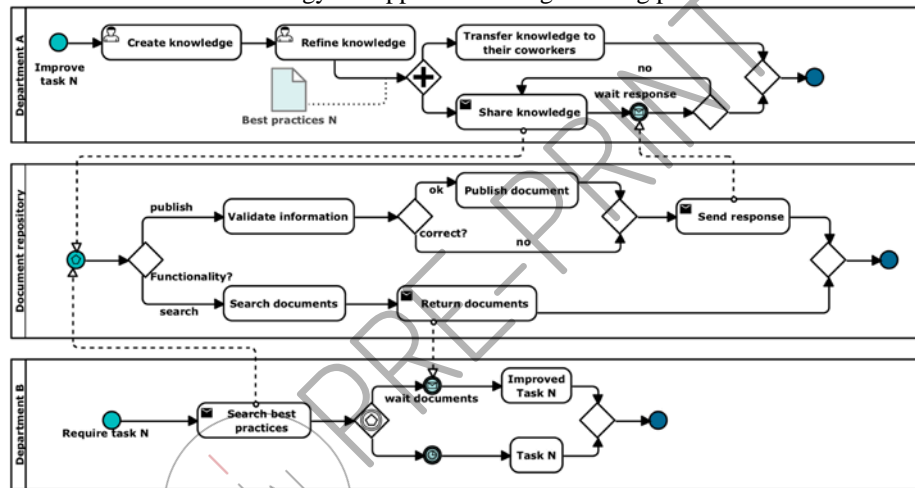 Department A
Improve
task N
Create knowledge
Refine knowledge
Best practices N
Transfer knowledge to
their coworkers
Share knowledge
no
wait response
Document repository
publish
Functionality?
search
Validate information
ok
correct?
no
Publish document
Send response
Search documents
Return documents
Department B
Require task N
Search best
practices
wait documents
Improved
Task N
Task N
PRE-PRINT